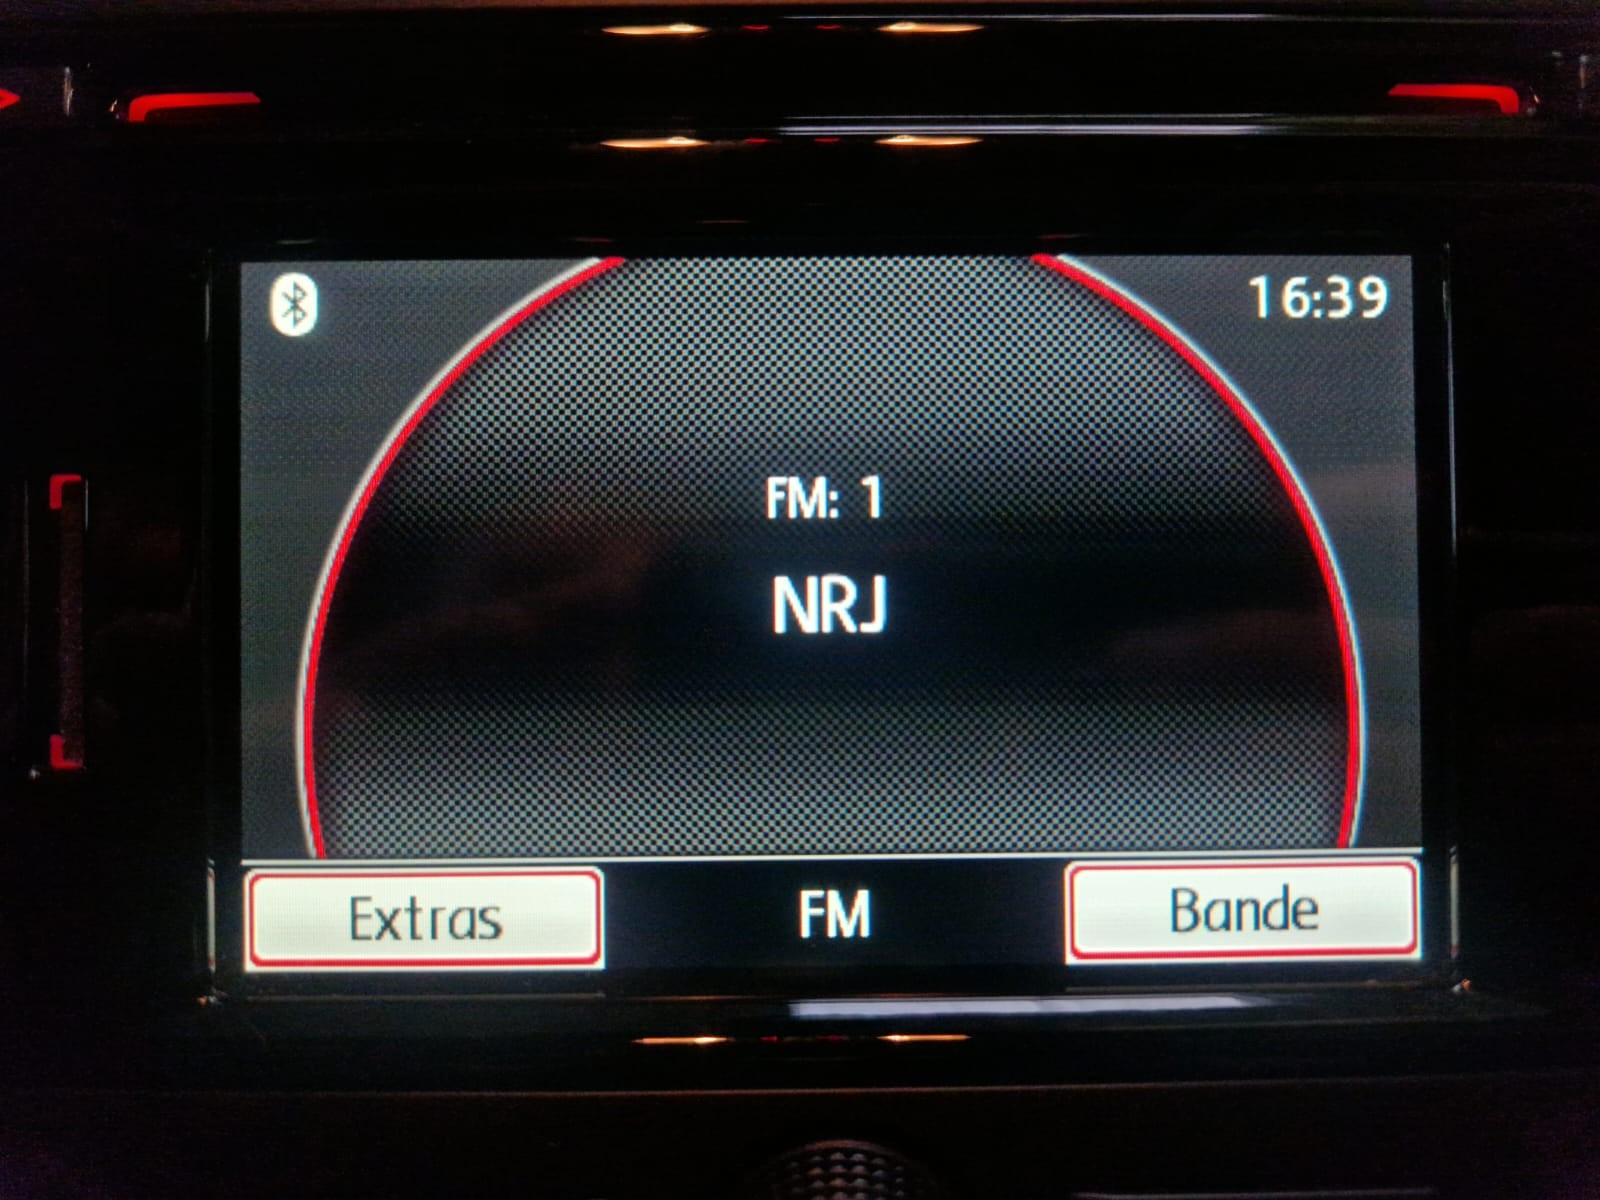 16:39
FM: 1
NRJ
Extras
FM
Bande